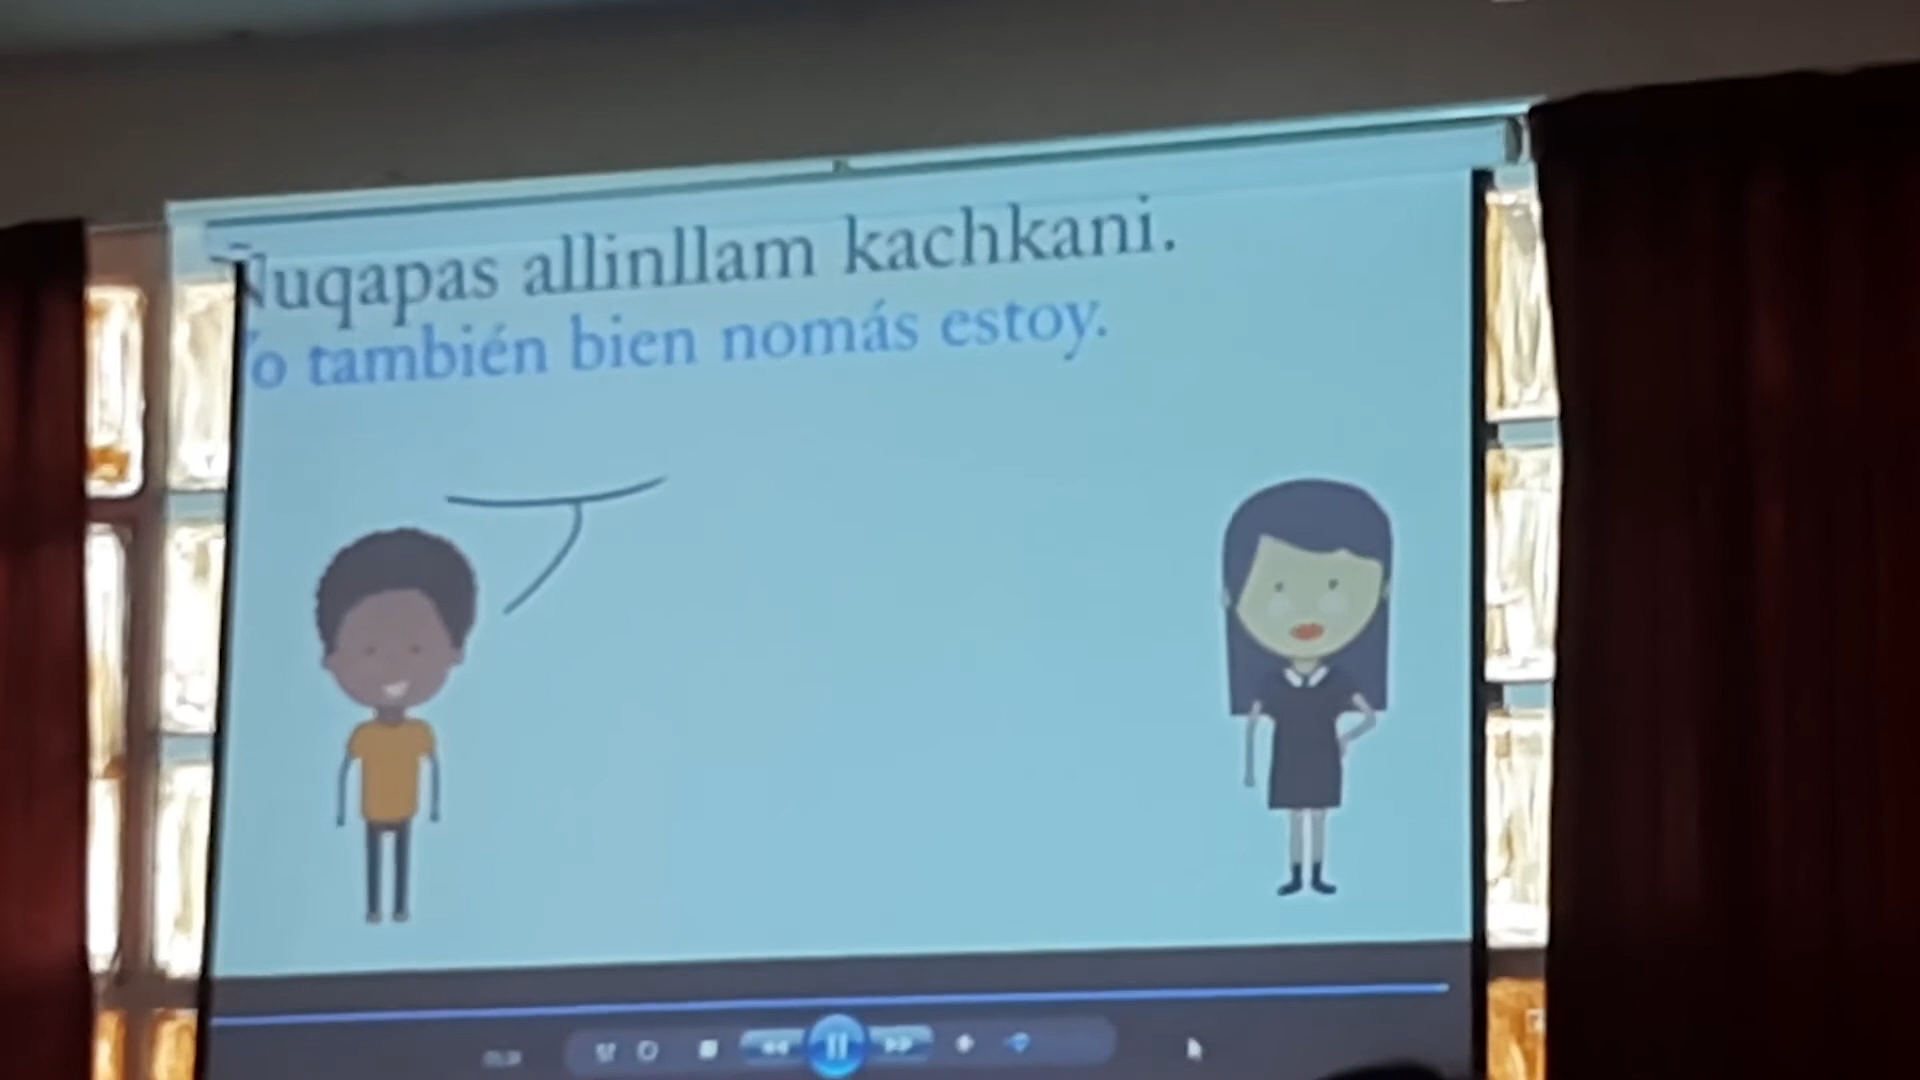 Ñuqapas allinllam kachkani.
Yo también bien nomás estoy.